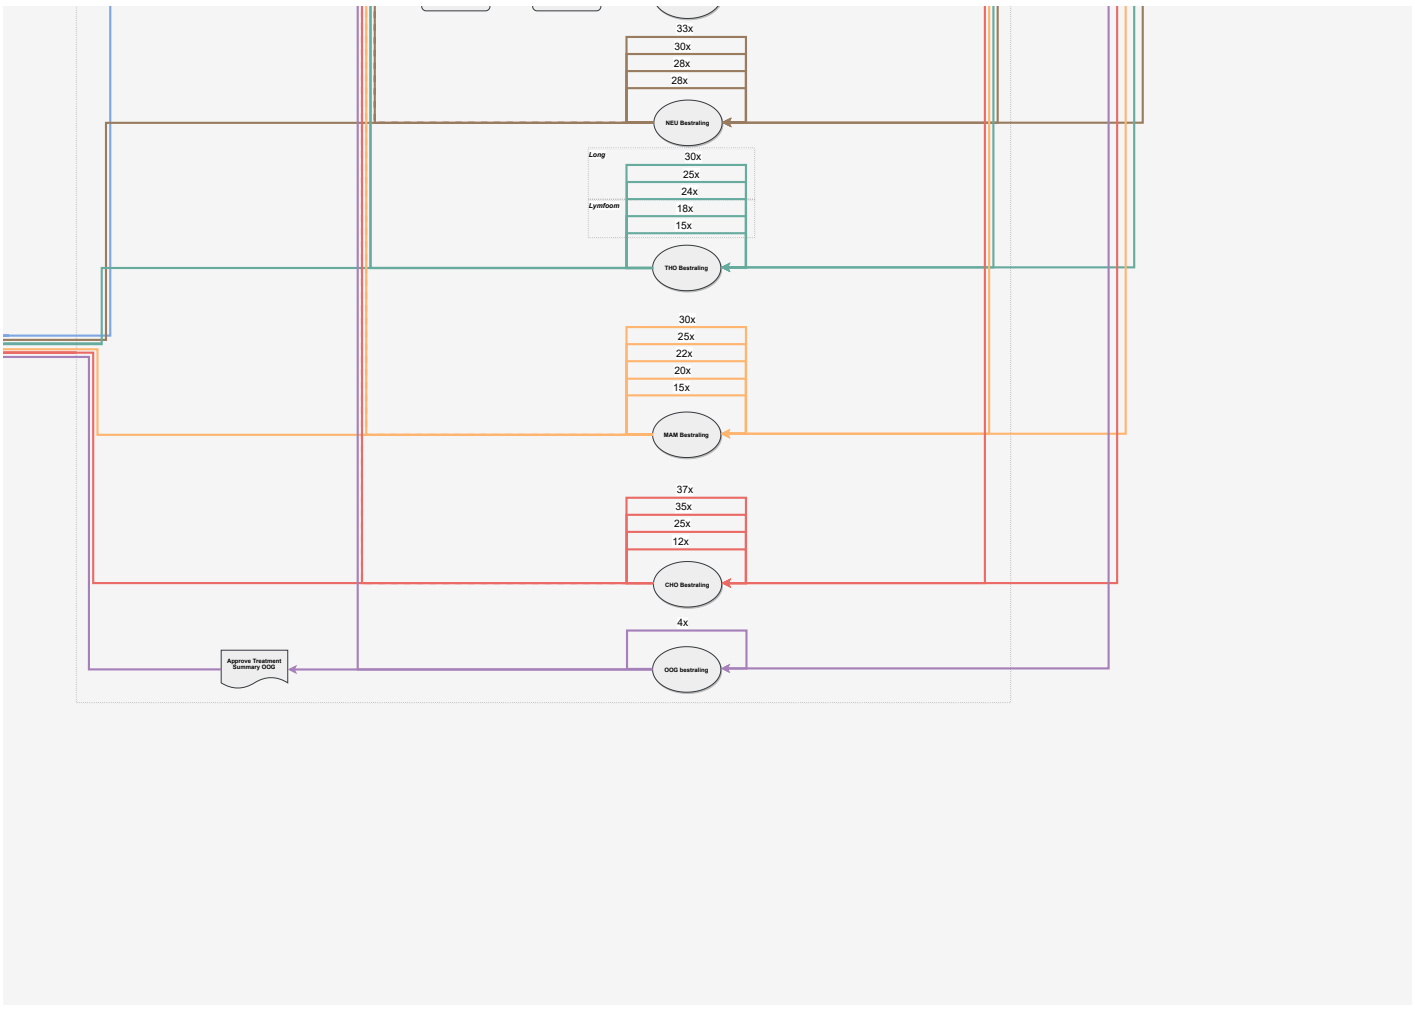 33x
30x
28x
28x
NEU Bestraling
Long
30x
25x
24x
Lymfoom
18x
15x
THO Bestraling
30x
25x
22x
20x
15x
MAM Bestraling
37x
35x
25x
12x
CHO Bestraling
4x
Approve Treatment
Summary OOG
OOG bestraling